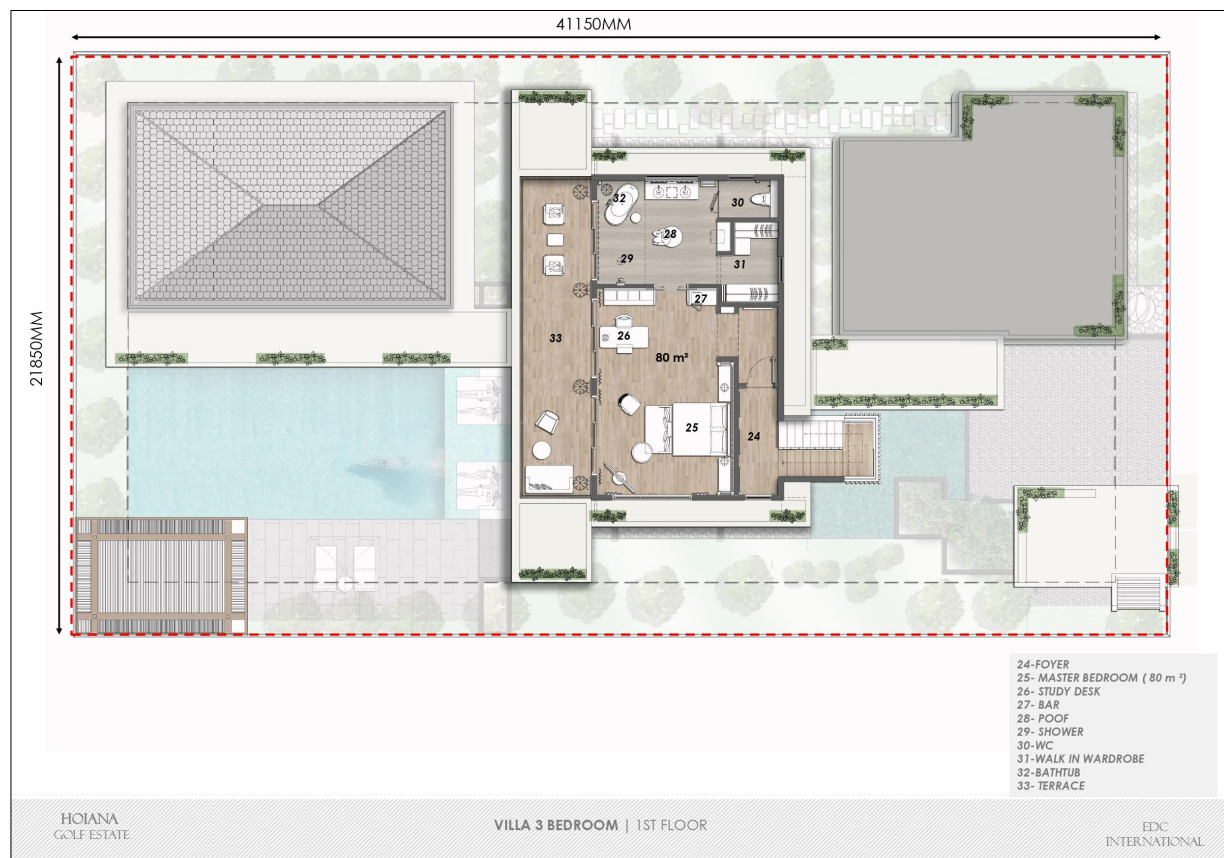 41150MM
21850MM
32
30
28
29
31
27
33
26
80 m²
25
24
24-FOYER
25- MASTER BEDROOM ( 80 m ²)
26- STUDY DESK
27- BAR
28- POOF
29- SHOWER
30-WC
31-WALK IN WARDROBE
32-BATHTUB
33- TERRACE
HOIANA
GOLF ESTATE
VILLA 3 BEDROOM | 1ST FLOOR
EDC
INTERNATIONAL